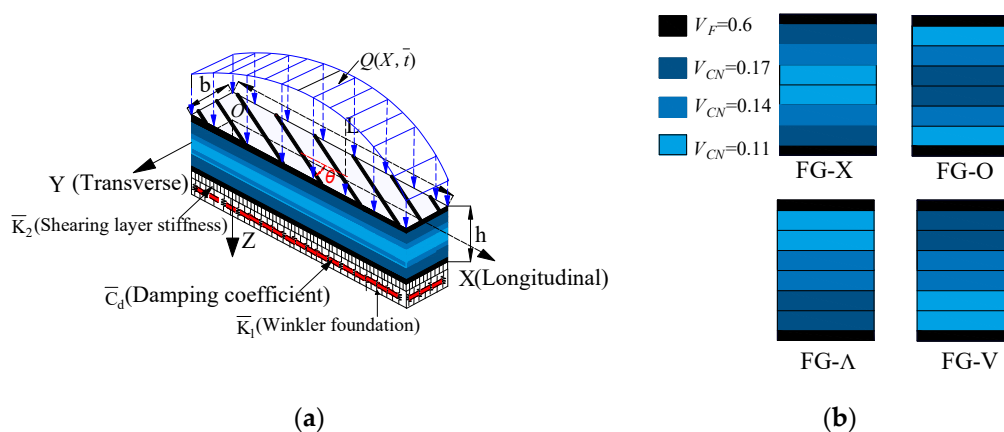 Q(X, t̄)
b
O
L
θ
Y (Transverse)
K̅₂(Shearing layer stiffness)
Z
h
X(Longitudinal)
C̅d(Damping coefficient)
K̅₁(Winkler foundation)
(a)
(b)
V_F=0.6
V_CN=0.17
V_CN=0.14
V_CN=0.11
FG-X
FG-O
FG-Λ
FG-V